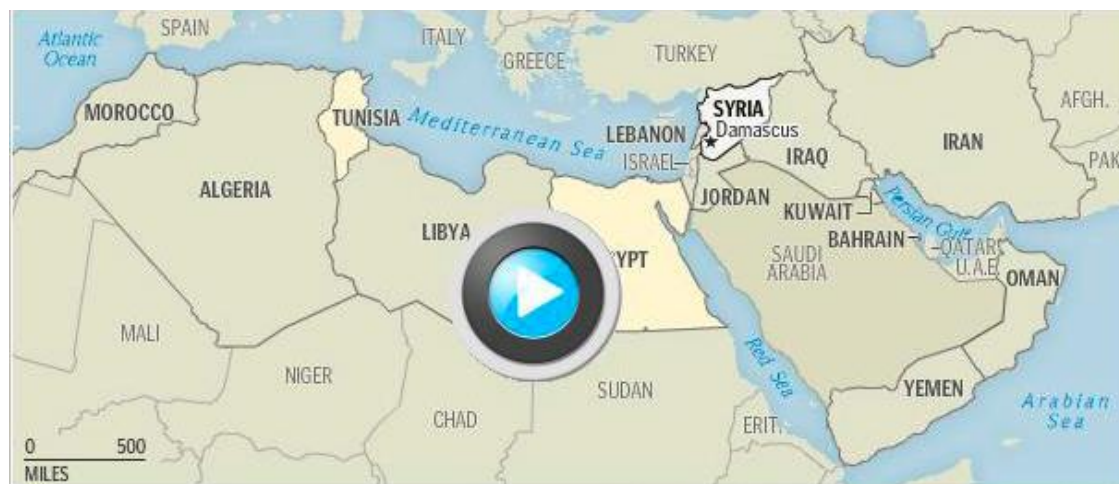 Atlantic
Ocean
SPAIN
ITALY
GREECE
TURKEY
AFGH.
MOROCCO
TUNISIA
Mediterranean Sea
LEBANON
SYRIA
Damascus
ISRAEL
IRAQ
IRAN
PAK
ALGERIA
LIBYA
YPT
JORDAN
KUWAIT
Persian Gulf
BAHRAIN
SAUDI
ARABIA
QATAR
U.A.E.
OMAN
MALI
NIGER
CHAD
SUDAN
Red Sea
ERIT.
YEMEN
Arabian
Sea
0 500
MILES